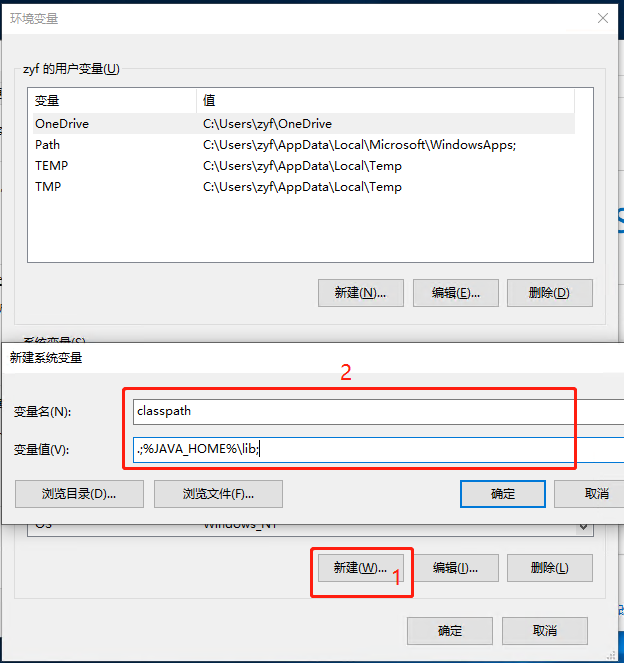 环境变量
zyf 的用户变量(U)
变量 值
OneDrive C:\Users\zyf\OneDrive
Path C:\Users\zyf\AppData\Local\Microsoft\WindowsApps;
TEMP C:\Users\zyf\AppData\Local\Temp
TMP C:\Users\zyf\AppData\Local\Temp
新建(N)... 编辑(E)... 删除(D)
系统变量(S)
新建系统变量
2
变量名(N): classpath
变量值(V): .;%JAVA_HOME%\lib;
浏览目录(D)... 浏览文件(F)... 确定 取消
OS Windows_NT
新建(W)... 1 编辑(I)... 删除(L)
确定 取消